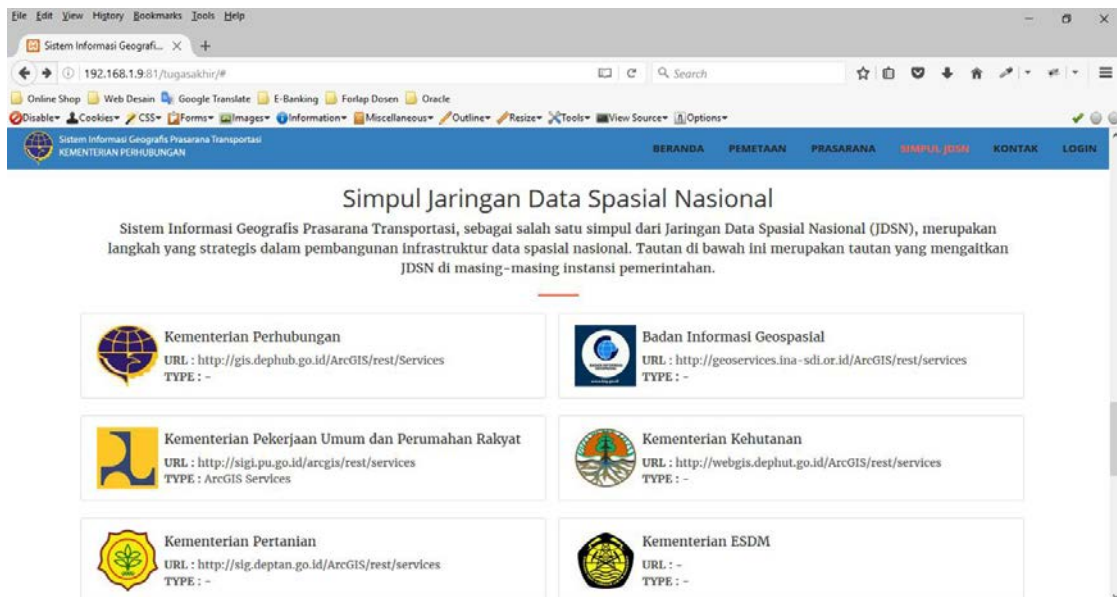 File Edit View History Bookmarks Tools Help
Sistem Informasi Geografi...
192.168.1.9:81/tugasakhir/#
Search
Online Shop Web Desain Google Translate E-Banking Forlap Dosen Oracle
Disable Cookies CSS Forms Images Information Miscellaneous Outline Resize Tools View Source Options
Sistem Informasi Geografis Prasarana Transportasi
KEMENTERIAN PERHUBUNGAN
BERANDA PEMETAAN PRASARANA SIMPUL JDSN KONTAK LOGIN
Simpul Jaringan Data Spasial Nasional
Sistem Informasi Geografis Prasarana Transportasi, sebagai salah satu simpul dari Jaringan Data Spasial Nasional (JDSN), merupakan
langkah yang strategis dalam pembangunan infrastruktur data spasial nasional. Tautan di bawah ini merupakan tautan yang mengaitkan
JDSN di masing-masing instansi pemerintahan.
Kementerian Perhubungan
URL : http://gis.dephub.go.id/ArcGIS/rest/Services
TYPE : -
Badan Informasi Geospasial
URL : http://geoservices.ina-sdi.or.id/ArcGIS/rest/services
TYPE : -
Kementerian Pekerjaan Umum dan Perumahan Rakyat
URL : http://sigi.pu.go.id/arcgis/rest/services
TYPE : ArcGIS Services
Kementerian Kehutanan
URL : http://webgis.dephut.go.id/ArcGIS/rest/services
TYPE : -
Kementerian Pertanian
URL : http://sig.deptan.go.id/ArcGIS/rest/services
TYPE : -
Kementerian ESDM
URL : -
TYPE : -